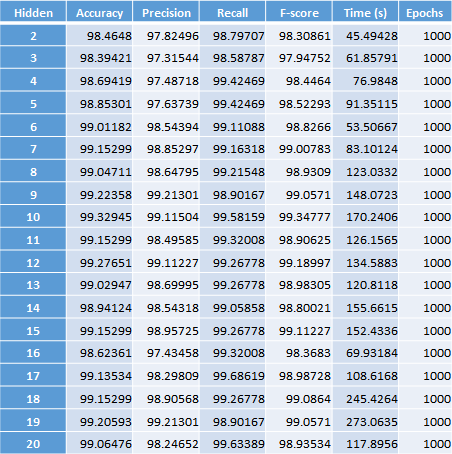 Hidden Accuracy Precision Recall F-score Time (s) Epochs
2 98.4648 97.82496 98.79707 98.30861 45.49428 1000
3 98.39421 97.31544 98.58787 97.94752 61.85791 1000
4 98.69419 97.48718 99.42469 98.4464 76.9848 1000
5 98.85301 97.63739 99.42469 98.52293 91.35115 1000
6 99.01182 98.54394 99.11088 98.8266 53.50667 1000
7 99.15299 98.85297 99.16318 99.00783 83.10124 1000
8 99.04711 98.64795 99.21548 98.9309 123.0332 1000
9 99.22358 99.21301 98.90167 99.0571 148.0723 1000
10 99.32945 99.11504 99.58159 99.34777 170.2406 1000
11 99.15299 98.49585 99.32008 98.90625 126.1565 1000
12 99.27651 99.11227 99.26778 99.18997 134.5883 1000
13 99.02947 98.69995 99.26778 98.98305 120.8118 1000
14 98.94124 98.54318 99.05858 98.80021 155.6615 1000
15 99.15299 98.95725 99.26778 99.11227 152.4336 1000
16 98.62361 97.43458 99.32008 98.3683 69.93184 1000
17 99.13534 98.29809 99.68619 98.98728 108.6168 1000
18 99.15299 98.90568 99.26778 99.0864 245.4264 1000
19 99.20593 99.21301 98.90167 99.0571 273.0635 1000
20 99.06476 98.24652 99.63389 98.93534 117.8956 1000